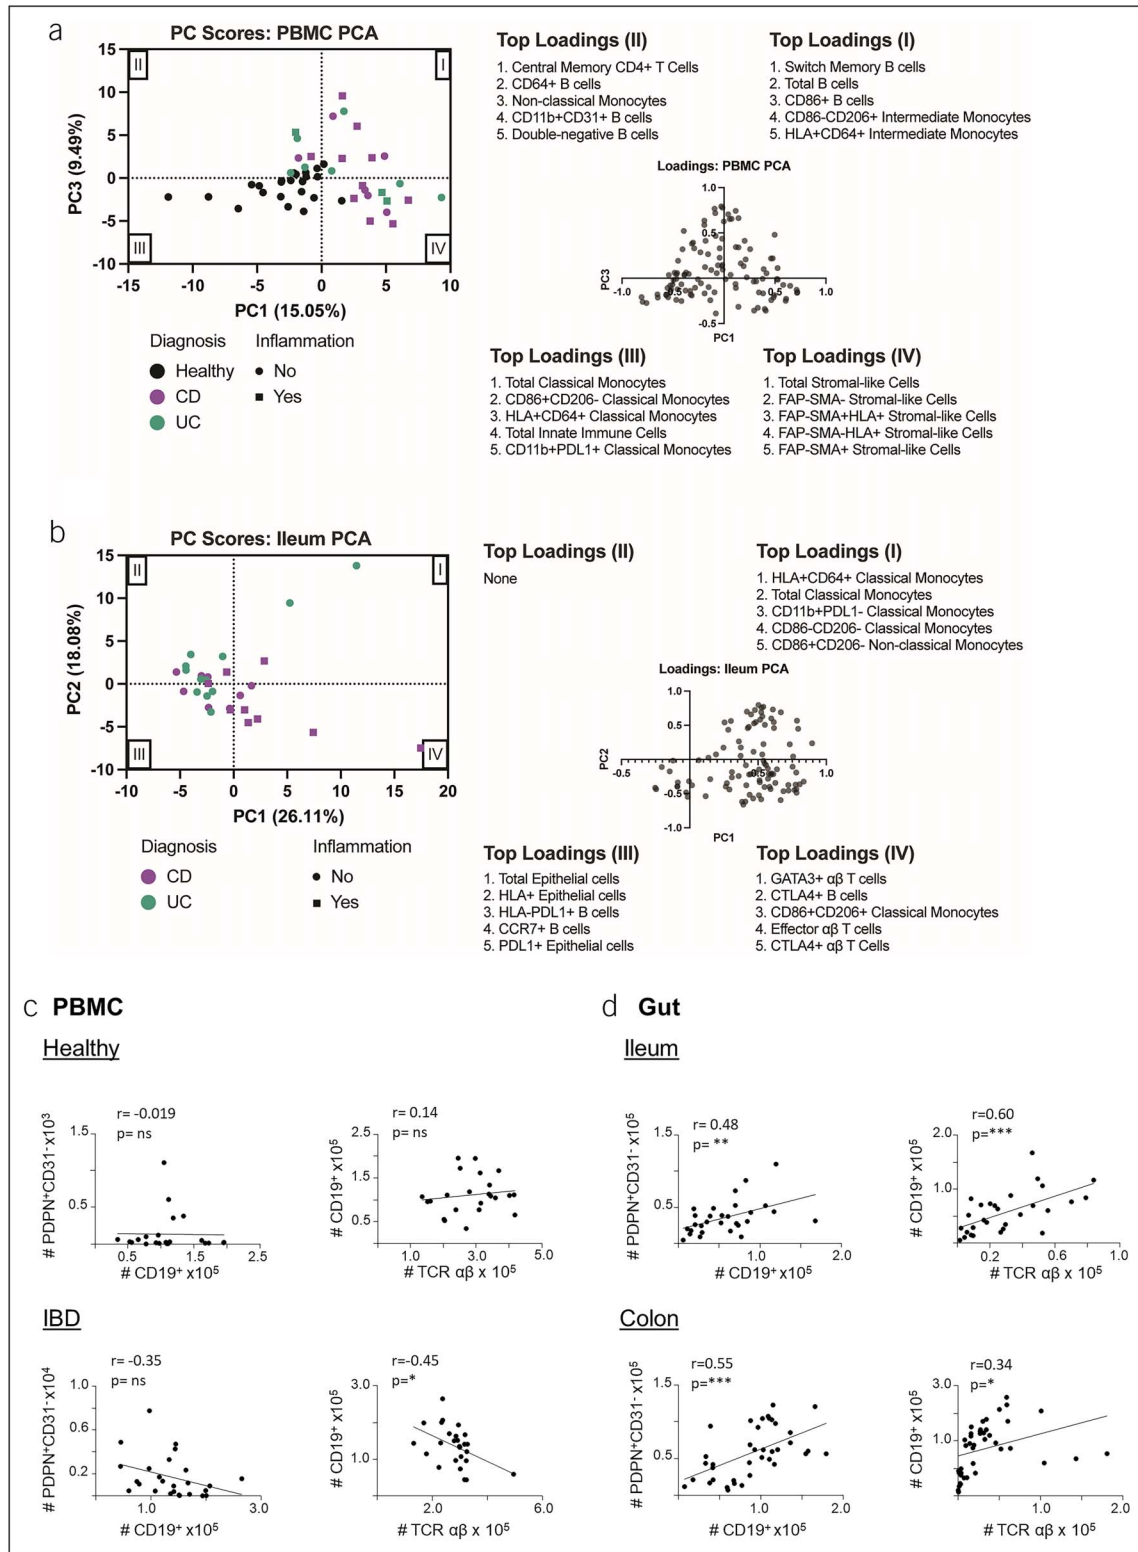 a
PC Scores: PBMC PCA
15
10
5
0
-5
-10
-15
-10
-5
0
5
10
II
I
III
IV
PC3 (9.49%)
PC1 (15.05%)
Diagnosis
Healthy
CD
UC
Inflammation
No
Yes
Top Loadings (II)
1. Central Memory CD4+ T Cells
2. CD64+ B cells
3. Non-classical Monocytes
4. CD11b+CD31+ B cells
5. Double-negative B cells
Top Loadings (I)
1. Switch Memory B cells
2. Total B cells
3. CD86+ B cells
4. CD86-CD206+ Intermediate Monocytes
5. HLA+CD64+ Intermediate Monocytes
Loadings: PBMC PCA
1.0
0.5
-0.5
-1.0
-0.5
0.5
1.0
PC3
PC1
Top Loadings (III)
1. Total Classical Monocytes
2. CD86+CD206- Classical Monocytes
3. HLA+CD64+ Classical Monocytes
4. Total Innate Immune Cells
5. CD11b+PDL1+ Classical Monocytes
Top Loadings (IV)
1. Total Stromal-like Cells
2. FAP-SMA- Stromal-like Cells
3. FAP-SMA+HLA+ Stromal-like Cells
4. FAP-SMA-HLA+ Stromal-like Cells
5. FAP-SMA+ Stromal-like Cells
b
PC Scores: Ileum PCA
15
10
5
0
-5
-10
-10
-5
0
5
10
15
20
II
I
III
IV
PC2 (18.08%)
PC1 (26.11%)
Diagnosis
CD
UC
Inflammation
No
Yes
Top Loadings (II)
None
Top Loadings (I)
1. HLA+CD64+ Classical Monocytes
2. Total Classical Monocytes
3. CD11b+PDL1- Classical Monocytes
4. CD86-CD206- Classical Monocytes
5. CD86+CD206- Non-classical Monocytes
Loadings: Ileum PCA
1.0
0.5
-0.5
-1.0
-0.5
0.5
1.0
PC2
PC1
Top Loadings (III)
1. Total Epithelial cells
2. HLA+ Epithelial cells
3. HLA-PDL1+ B cells
4. CCR7+ B cells
5. PDL1+ Epithelial cells
Top Loadings (IV)
1. GATA3+ αβ T cells
2. CTLA4+ B cells
3. CD86+CD206+ Classical Monocytes
4. Effector αβ T cells
5. CTLA4+ αβ T Cells
c PBMC
Healthy
r= -0.019
p= ns
# PDPN⁺CD31⁻x10³
1.5
0.5
0.5
1.5
2.5
# CD19⁺ x10⁵
r= 0.14
p= ns
# CD19⁺ x10⁵
2.5
1.5
0.5
1.0
3.0
5.0
# TCR αβ x 10⁵
IBD
r= -0.35
p= ns
# PDPN⁺CD31⁻x10⁴
1.0
0.6
0.2
1.0
3.0
# CD19⁺ x10⁵
r=-0.45
p=*
# CD19⁺ x10⁵
3.0
1.0
2.0
6.0
# TCR αβ x 10⁵
d Gut
Ileum
r= 0.48
p= **
# PDPN⁺CD31⁻x10⁵
1.5
0.5
1.0
2.0
# CD19⁺ x10⁵
r=0.60
p=***
# CD19⁺ x10⁵
2.0
1.0
0
0.2
0.6
1.0
# TCR αβ x 10⁵
Colon
r=0.55
p=***
# PDPN⁺CD31⁻x10⁵
1.5
0.5
0
1.0
2.0
# CD19⁺ x10⁵
r=0.34
p=*
# CD19⁺ x10⁵
3.0
1.0
0
1.0
2.0
# TCR αβ x 10⁵